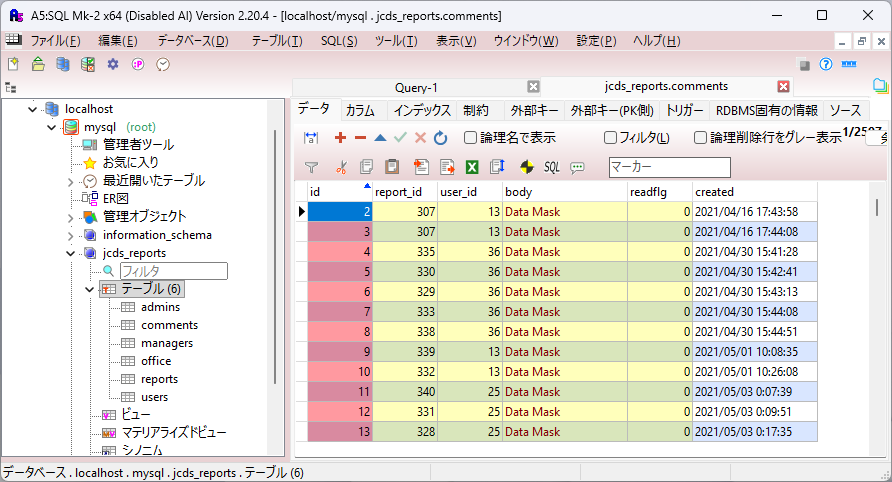 A5:SQL Mk-2 x64 (Disabled AI) Version 2.20.4 - [localhost/mysql . jcds_reports.comments]
ファイル(F) 編集(E) データベース(D) テーブル(T) SQL(S) ツール(T) 表示(V) ウインドウ(W) 設定(P) ヘルプ(H)
Query-1 jcds_reports.comments
localhost
mysql (root)
管理者ツール
お気に入り
最近開いたテーブル
ER図
管理オブジェクト
information_schema
jcds_reports
フィルタ
テーブル (6)
admins
comments
managers
office
reports
users
ビュー
マテリアライズドビュー
シノニム
データ カラム インデックス 制約 外部キー 外部キー(PK側) トリガー RDBMS固有の情報 ソース
論理名で表示 フィルタ(L) 論理削除行をグレー表示
SQL マーカー
id report_id user_id body readflg created
2 307 13 Data Mask 0 2021/04/16 17:43:58
3 307 13 Data Mask 0 2021/04/16 17:44:08
4 335 36 Data Mask 0 2021/04/30 15:41:28
5 330 36 Data Mask 0 2021/04/30 15:42:41
6 329 36 Data Mask 0 2021/04/30 15:43:13
7 333 36 Data Mask 0 2021/04/30 15:44:08
8 338 36 Data Mask 0 2021/04/30 15:44:51
9 339 13 Data Mask 0 2021/05/01 10:08:35
10 332 13 Data Mask 0 2021/05/01 10:26:08
11 340 25 Data Mask 0 2021/05/03 0:07:39
12 331 25 Data Mask 0 2021/05/03 0:09:51
13 328 25 Data Mask 0 2021/05/03 0:17:35
データベース . localhost . mysql . jcds_reports . テーブル (6)